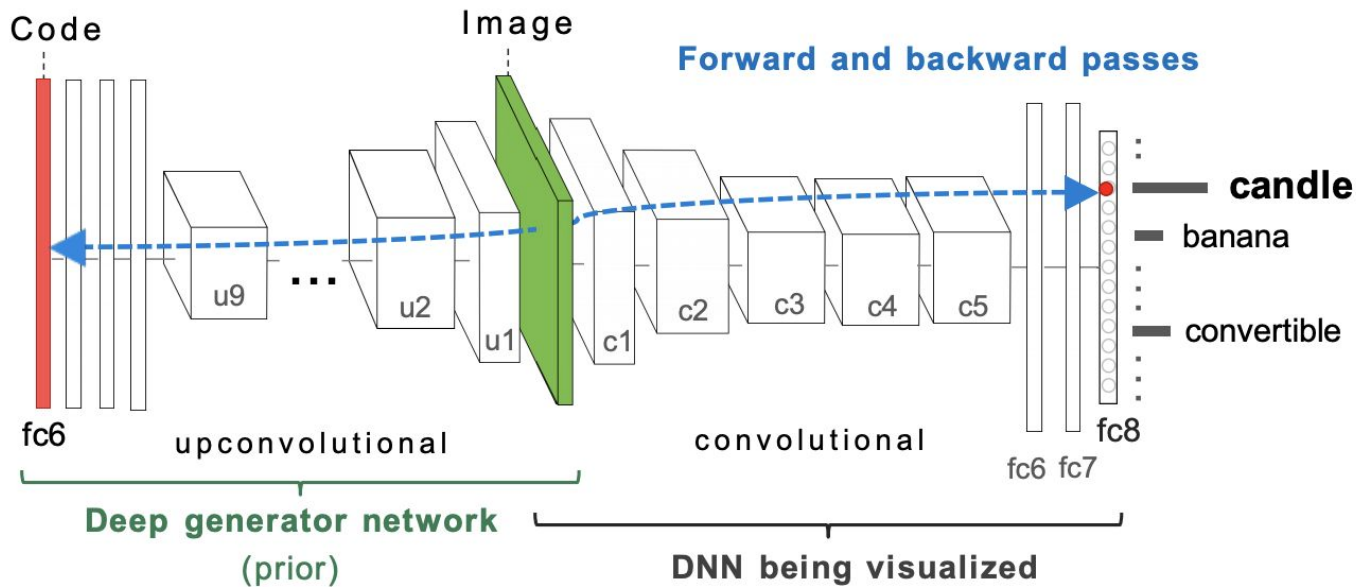 Code
Image
Forward and backward passes
candle
banana
convertible
u9
...
u2
u1
c1
c2
c3
c4
c5
fc6
upconvolutional
convolutional
fc6
fc7
fc8
Deep generator network
(prior)
DNN being visualized